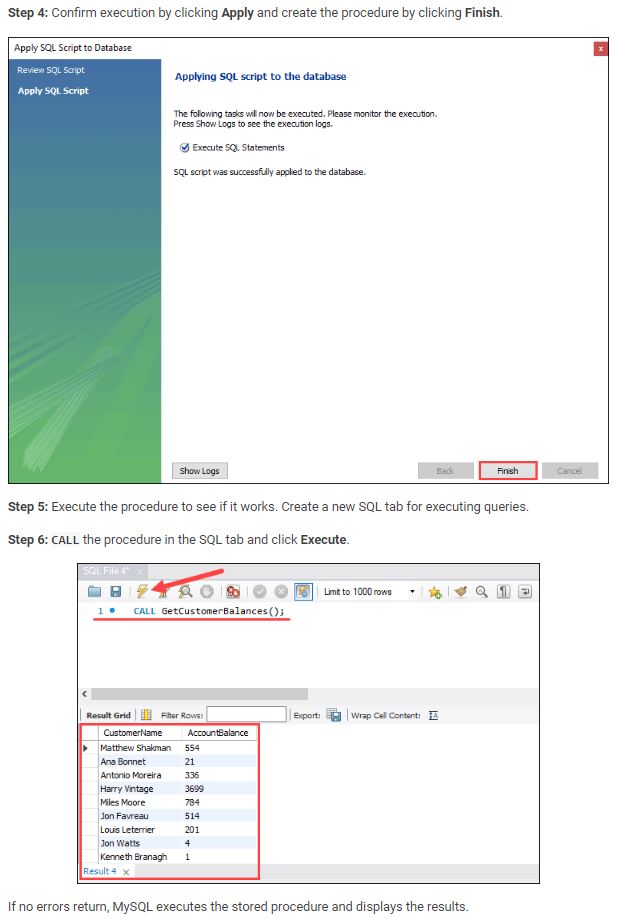 Step 4: Confirm execution by clicking Apply and create the procedure by clicking Finish.
Apply SQL Script to Database
x
Review SQL Script
Apply SQL Script
Applying SQL script to the database
The following tasks will now be executed. Please monitor the execution.
Press Show Logs to see the execution logs.
Execute SQL Statements
SQL script was successfully applied to the database.
Show Logs
Back
Finish
Cancel
Step 5: Execute the procedure to see if it works. Create a new SQL tab for executing queries.
Step 6: CALL the procedure in the SQL tab and click Execute.
SQL File 4* x
Limit to 1000 rows
1 CALL GetCustomerBalances();
Result Grid Filter Rows: Export: Wrap Cell Content: IA
CustomerName AccountBalance
Matthew Shakman 554
Ana Bonnet 21
Antonio Moreira 336
Harry Vintage 3699
Miles Moore 784
Jon Favreau 514
Louis Leterrier 201
Jon Watts 4
Kenneth Branagh 1
Result 4 x
If no errors return, MySQL executes the stored procedure and displays the results.